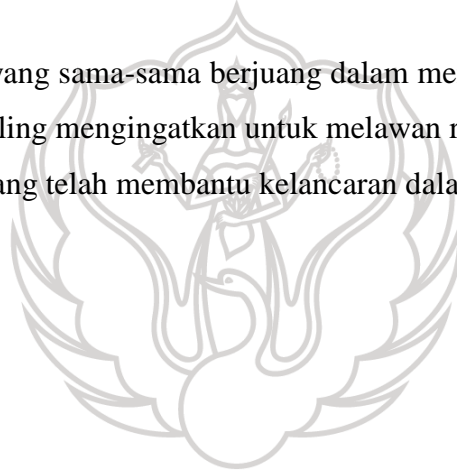 yang sama-sama berjuang dalam me
ling mengingatkan untuk melawan
ang telah membantu kelancaran dala